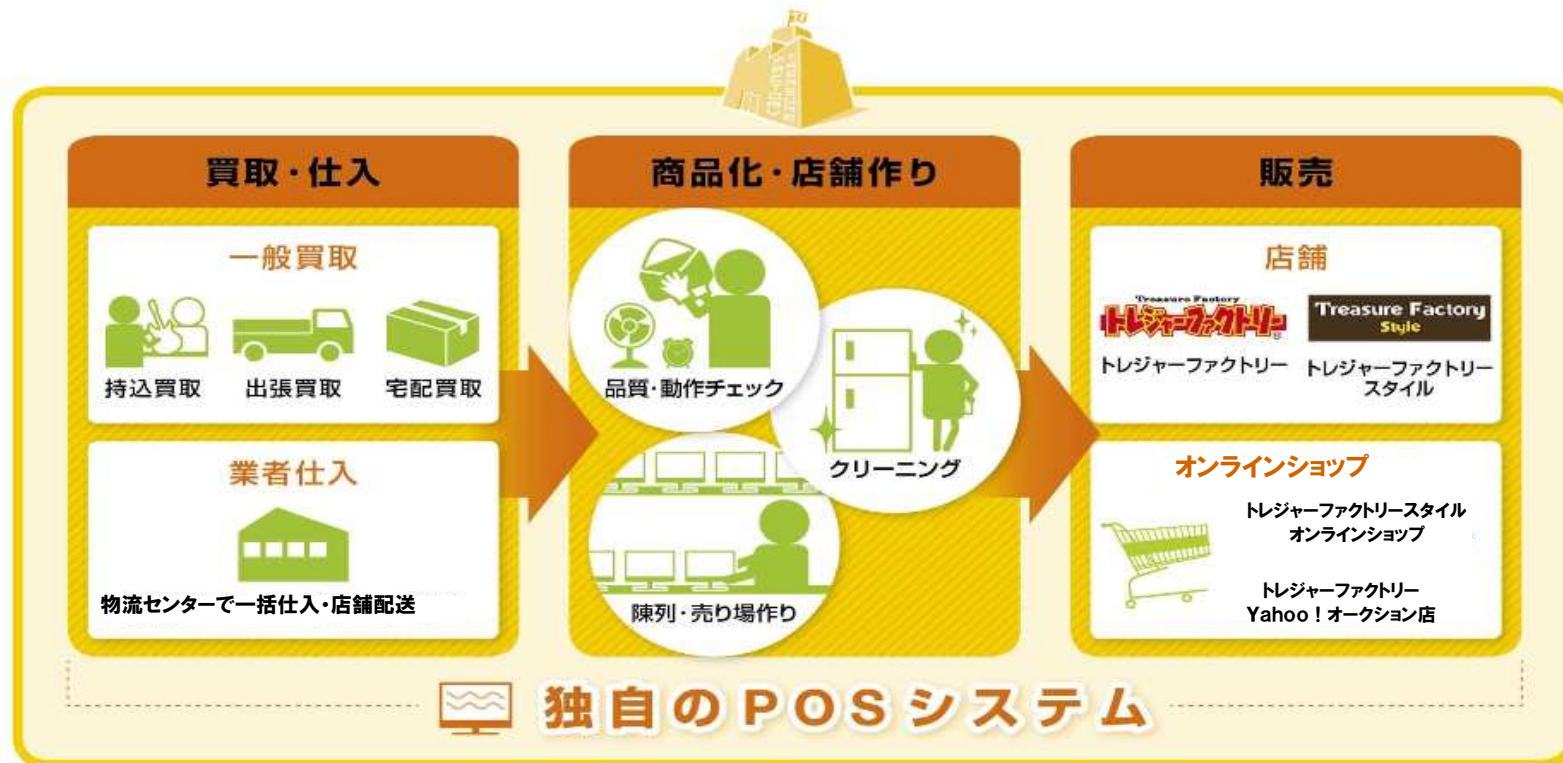 買取・仕入
一般買取
持込買取
出張買取
宅配買取
業者仕入
物流センターで一括仕入・店舗配送
商品化・店舗作り
品質・動作チェック
クリーニング
陳列・売り場作り
販売
店舗
Treasure Factory
トレジャーファクトリー
トレジャーファクトリー
Treasure Factory
Style
トレジャーファクトリー
スタイル
オンラインショップ
トレジャーファクトリースタイル
オンラインショップ
トレジャーファクトリー
Yahoo！オークション店
独自のPOSシステム